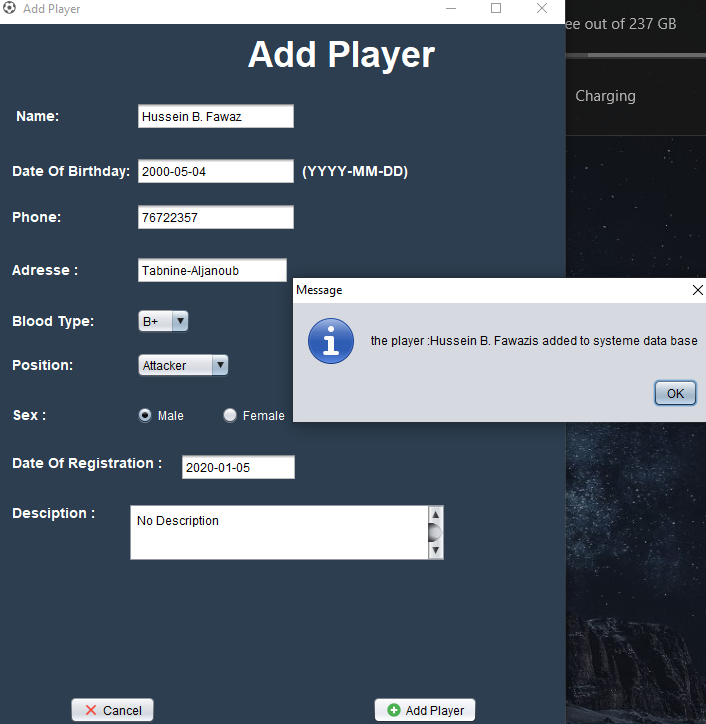 Add Player
ee out of 237 GB
Add Player
Charging
Name: Hussein B. Fawaz
Date Of Birthday: 2000-05-04 (YYYY-MM-DD)
Phone: 76722357
Adresse : Tabnine-Aljanoub
Message
Blood Type: B+
the player :Hussein B. Fawazis added to systeme data base
Position: Attacker
OK
Sex : Male Female
Date Of Registration : 2020-01-05
Desciption : No Description
Cancel Add Player